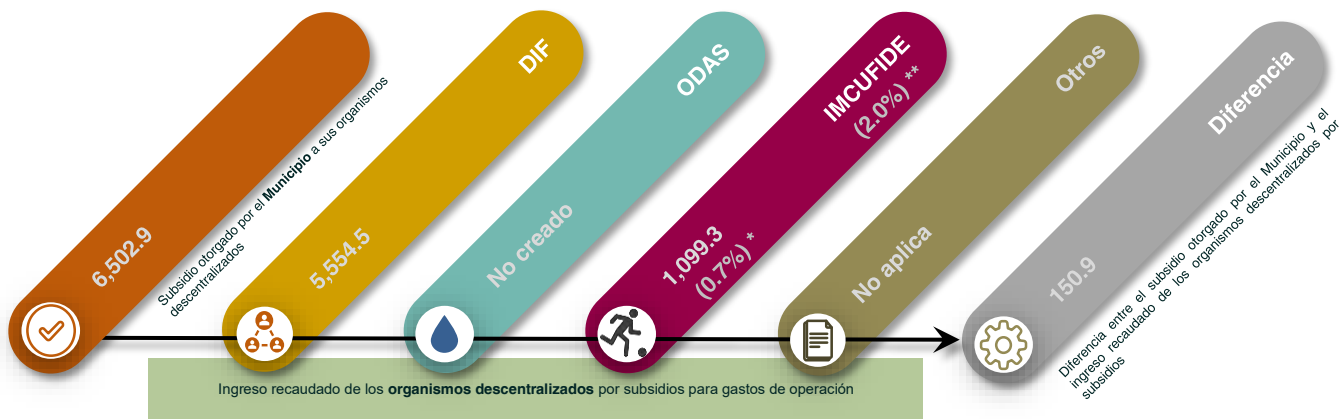 6,502.9
Subsidio otorgado por el Municipio a sus organismos
descentralizados
DIF
5,554.5
ODAS
No creado
IMCUFIDE
(2.0%) **
1,099.3
(0.7%) *
Otros
No aplica
Diferencia
150.9
Diferencia entre el subsidio otorgado por el Municipio y el
ingreso recaudado de los organismos descentralizados por
subsidios
Ingreso recaudado de los organismos descentralizados por subsidios para gastos de operación